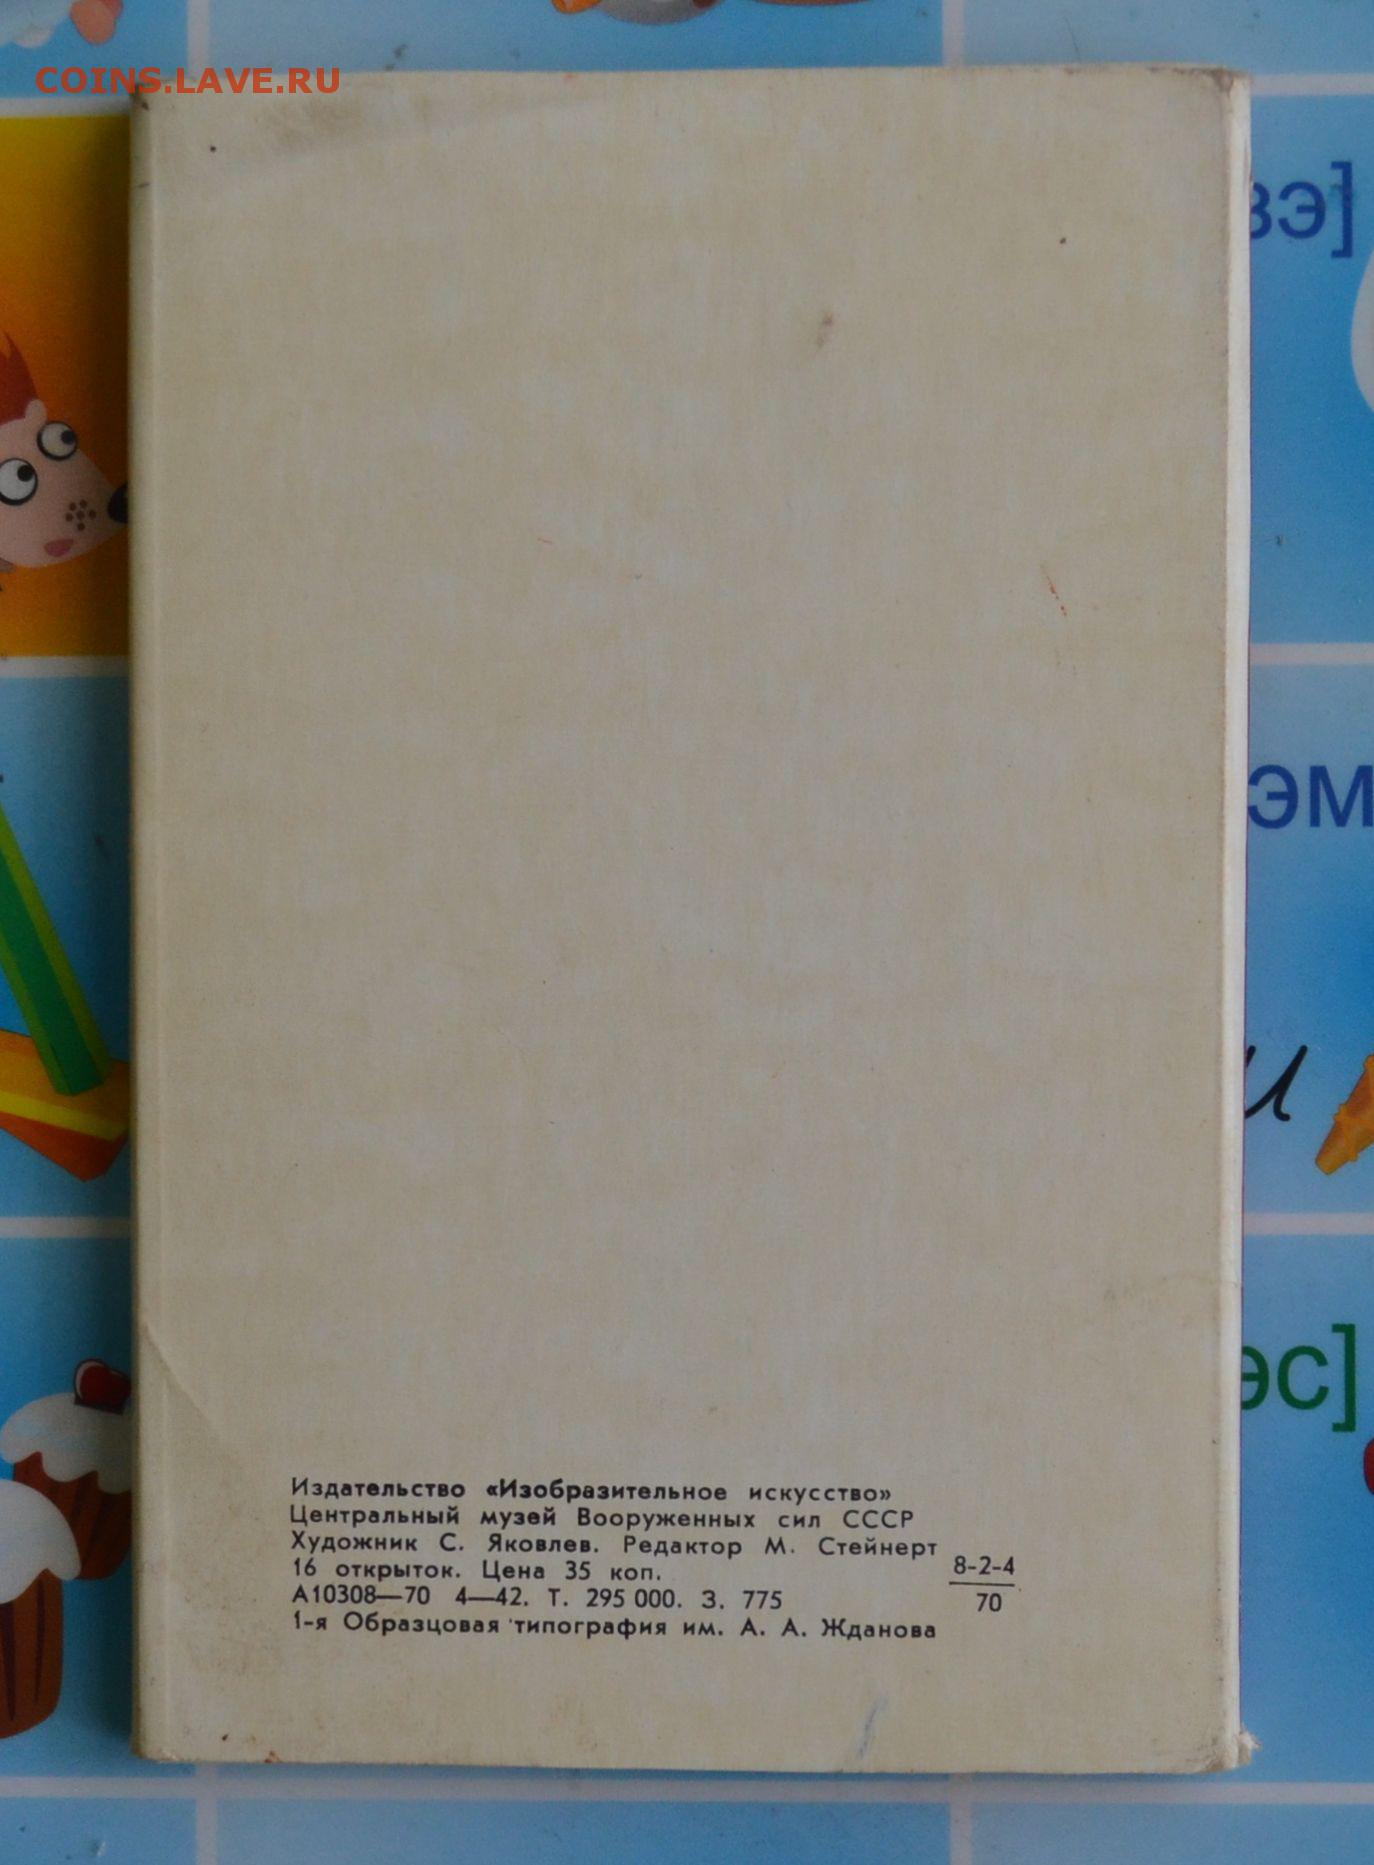 COINS.LAVE.RU
вэ]
эм
и
эс]
Издательство «Изобразительное искусство»
Центральный музей Вооруженных сил СССР
Художник С. Яковлев. Редактор М. Стейнерт
16 открыток. Цена 35 коп.
А10308—70 4—42. Т. 295 000. З. 775
1-я Образцовая типография им. А. А. Жданова
8-2-4
70